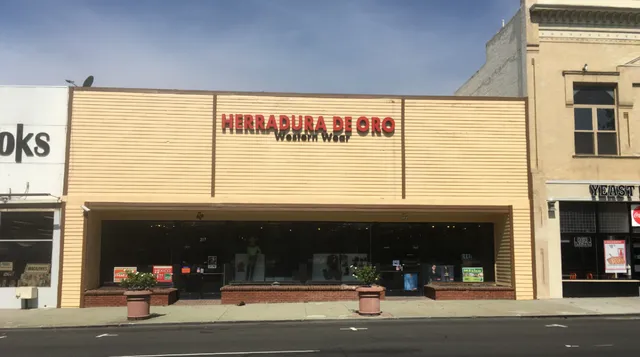 oks
HERRADURA DE ORO
Western Wear
YEAST